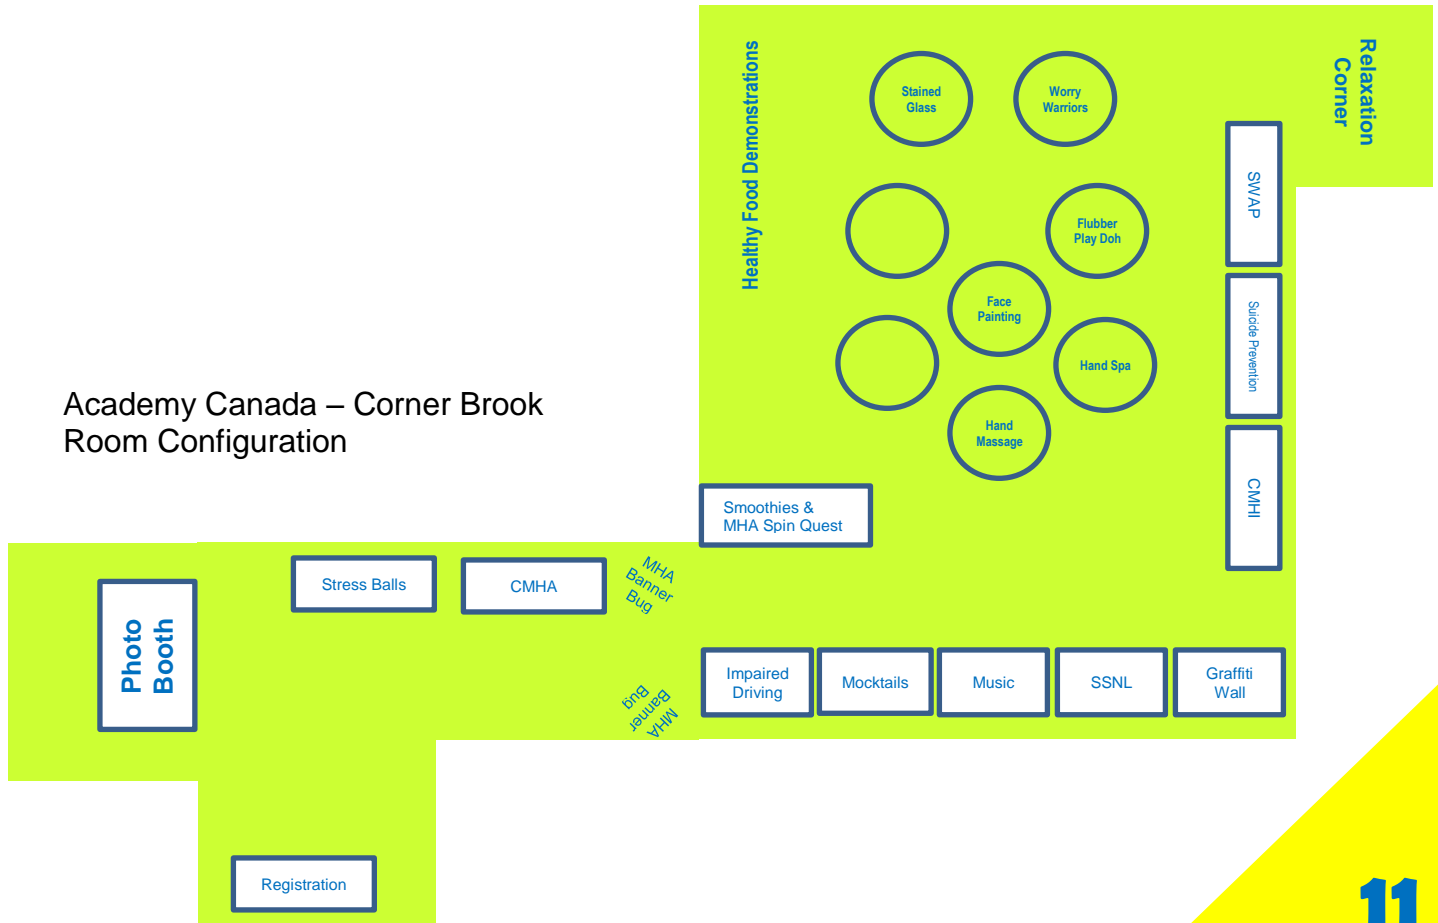 Healthy Food Demonstrations
Stained
Glass
Worry
Warriors
Relaxation
Corner
SWAP
Flubber
Play Doh
Face
Painting
Suicide Prevention
Hand Spa
Academy Canada – Corner Brook
Room Configuration
Hand
Massage
CMHI
Smoothies &
MHA Spin Quest
Stress Balls
CMHA
MHA
Banner
Bug
Photo
Booth
Impaired
Driving
Mocktails
Music
SSNL
Graffiti
Wall
MHA
Banner
Bug
Registration
11